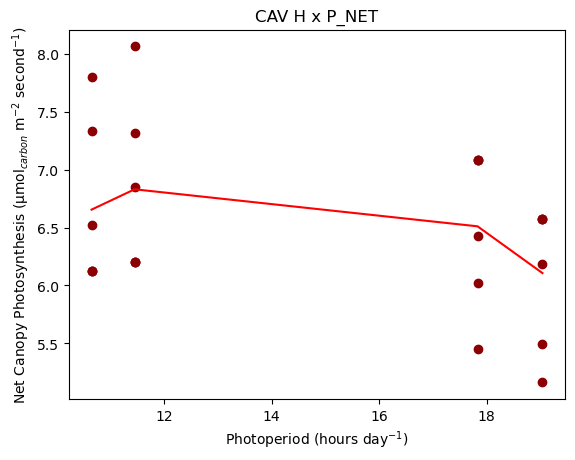 CAV H x P_NET
Net Canopy Photosynthesis (µmol_carbon m⁻² second⁻¹)
8.0
7.5
7.0
6.5
6.0
5.5
12 14 16 18
Photoperiod (hours day⁻¹)